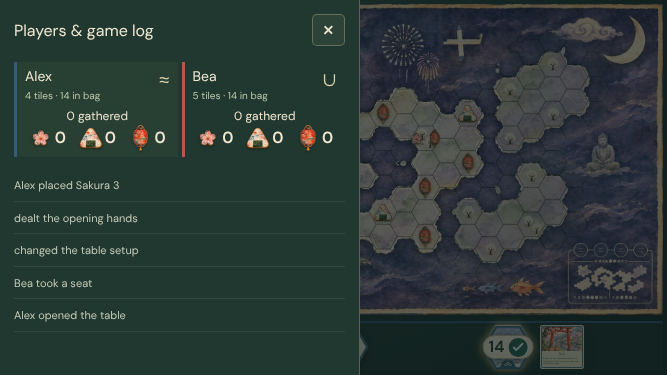 Players & game log
Alex
4 tiles · 14 in bag
0 gathered
0 0 0
Bea
5 tiles · 14 in bag
0 gathered
0 0 0
Alex placed Sakura 3
dealt the opening hands
changed the table setup
Bea took a seat
Alex opened the table
14